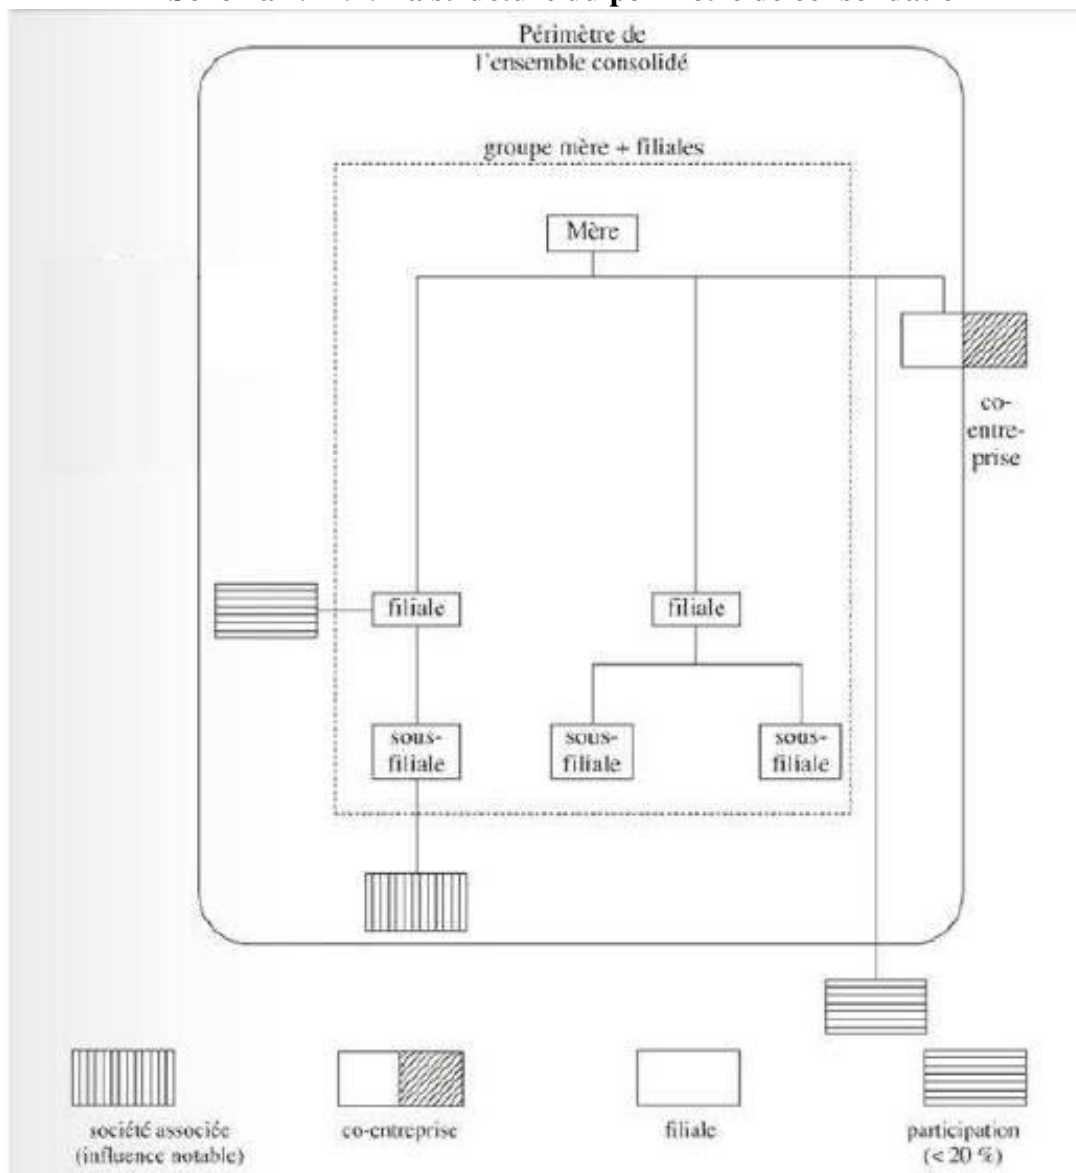 Périmètre de
l'ensemble consolidé
groupe mère + filiales
Mère
co-
entre-
prise
filiale
filiale
sous-
filiale
sous-
filiale
sous-
filiale
société associée
(influence notable)
co-entreprise
filiale
participation
(< 20 %)